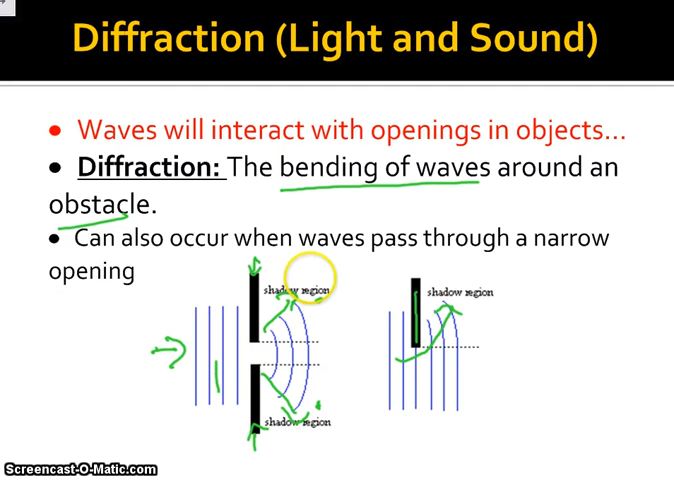 Diffraction (Light and Sound)
• Waves will interact with openings in objects...
• Diffraction: The bending of waves around an
obstacle.
• Can also occur when waves pass through a narrow
opening
shadow region
shadow region
shadow region
Screencast-O-Matic.com